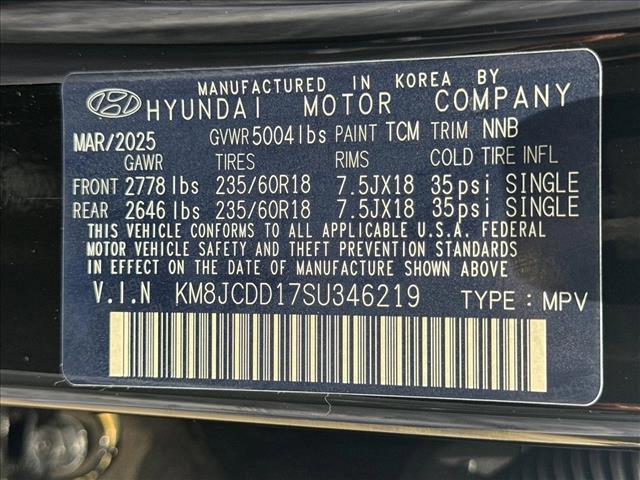 MANUFACTURED IN KOREA BY
HYUNDAI MOTOR COMPANY
MAR/2025 GVWR 5004 lbs PAINT TCM TRIM NNB
GAWR TIRES RIMS COLD TIRE INFL
FRONT 2778 lbs 235/60R18 7.5JX18 35psi SINGLE
REAR 2646 lbs 235/60R18 7.5JX18 35psi SINGLE
THIS VEHICLE CONFORMS TO ALL APPLICABLE U.S.A. FEDERAL
MOTOR VEHICLE SAFETY AND THEFT PREVENTION STANDARDS
IN EFFECT ON THE DATE OF MANUFACTURE SHOWN ABOVE.
V.I.N KM8JCDD17SU346219 TYPE : MPV